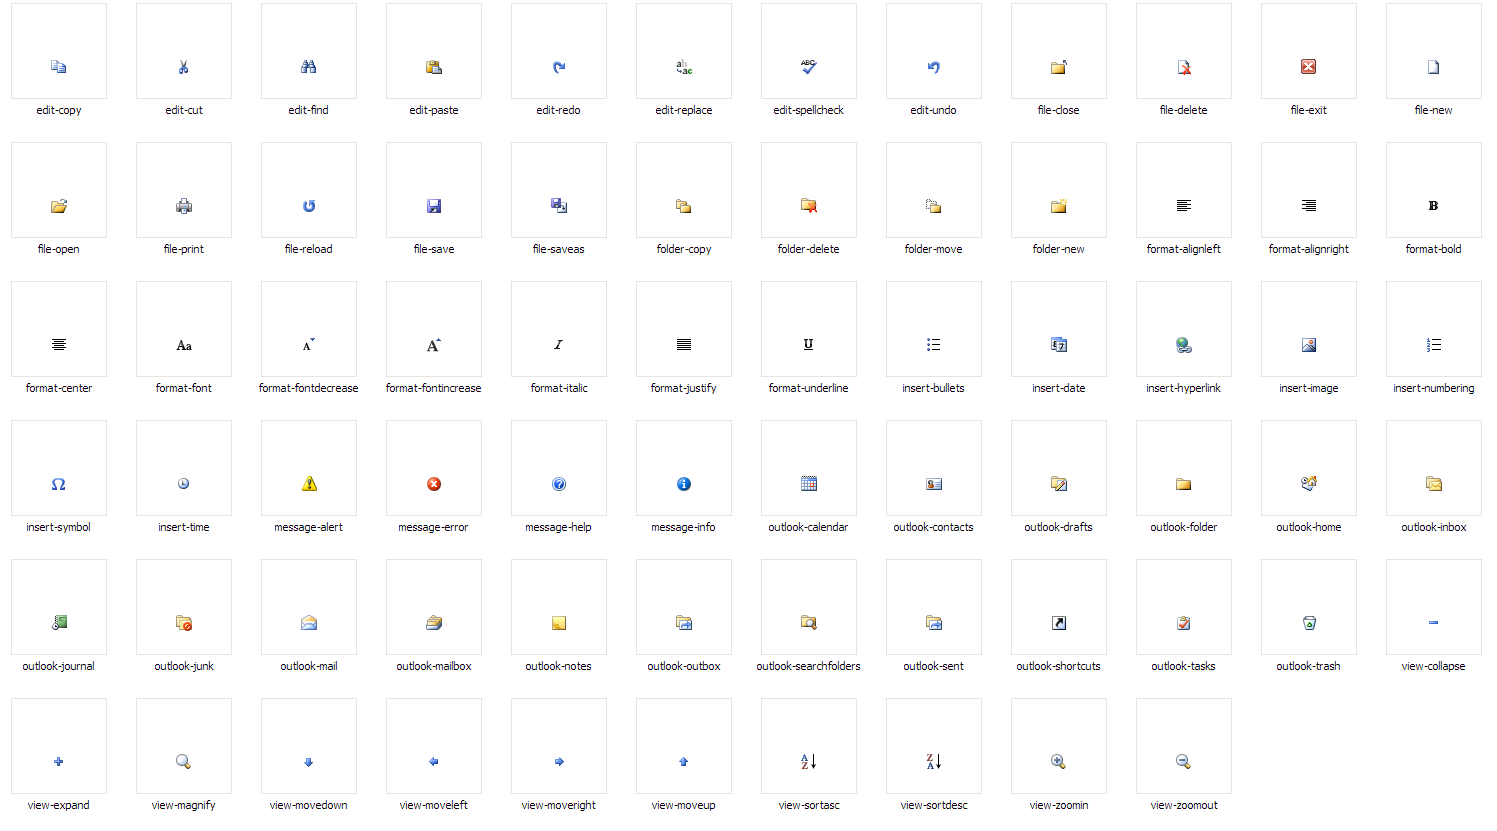 edit-copy edit-cut edit-find edit-paste edit-redo edit-replace edit-spellcheck edit-undo file-close file-delete file-exit file-new
file-open file-print file-reload file-save file-saveas folder-copy folder-delete folder-move folder-new format-alignleft format-alignright format-bold
format-center format-font format-fontdecrease format-fontincrease format-italic format-justify format-underline insert-bullets insert-date insert-hyperlink insert-image insert-numbering
insert-symbol insert-time message-alert message-error message-help message-info outlook-calendar outlook-contacts outlook-drafts outlook-folder outlook-home outlook-inbox
outlook-journal outlook-junk outlook-mail outlook-mailbox outlook-notes outlook-outbox outlook-searchfolders outlook-sent outlook-shortcuts outlook-tasks outlook-trash view-collapse
view-expand view-magnify view-movedown view-moveleft view-moveright view-moveup view-sortasc view-sortdesc view-zoomin view-zoomout